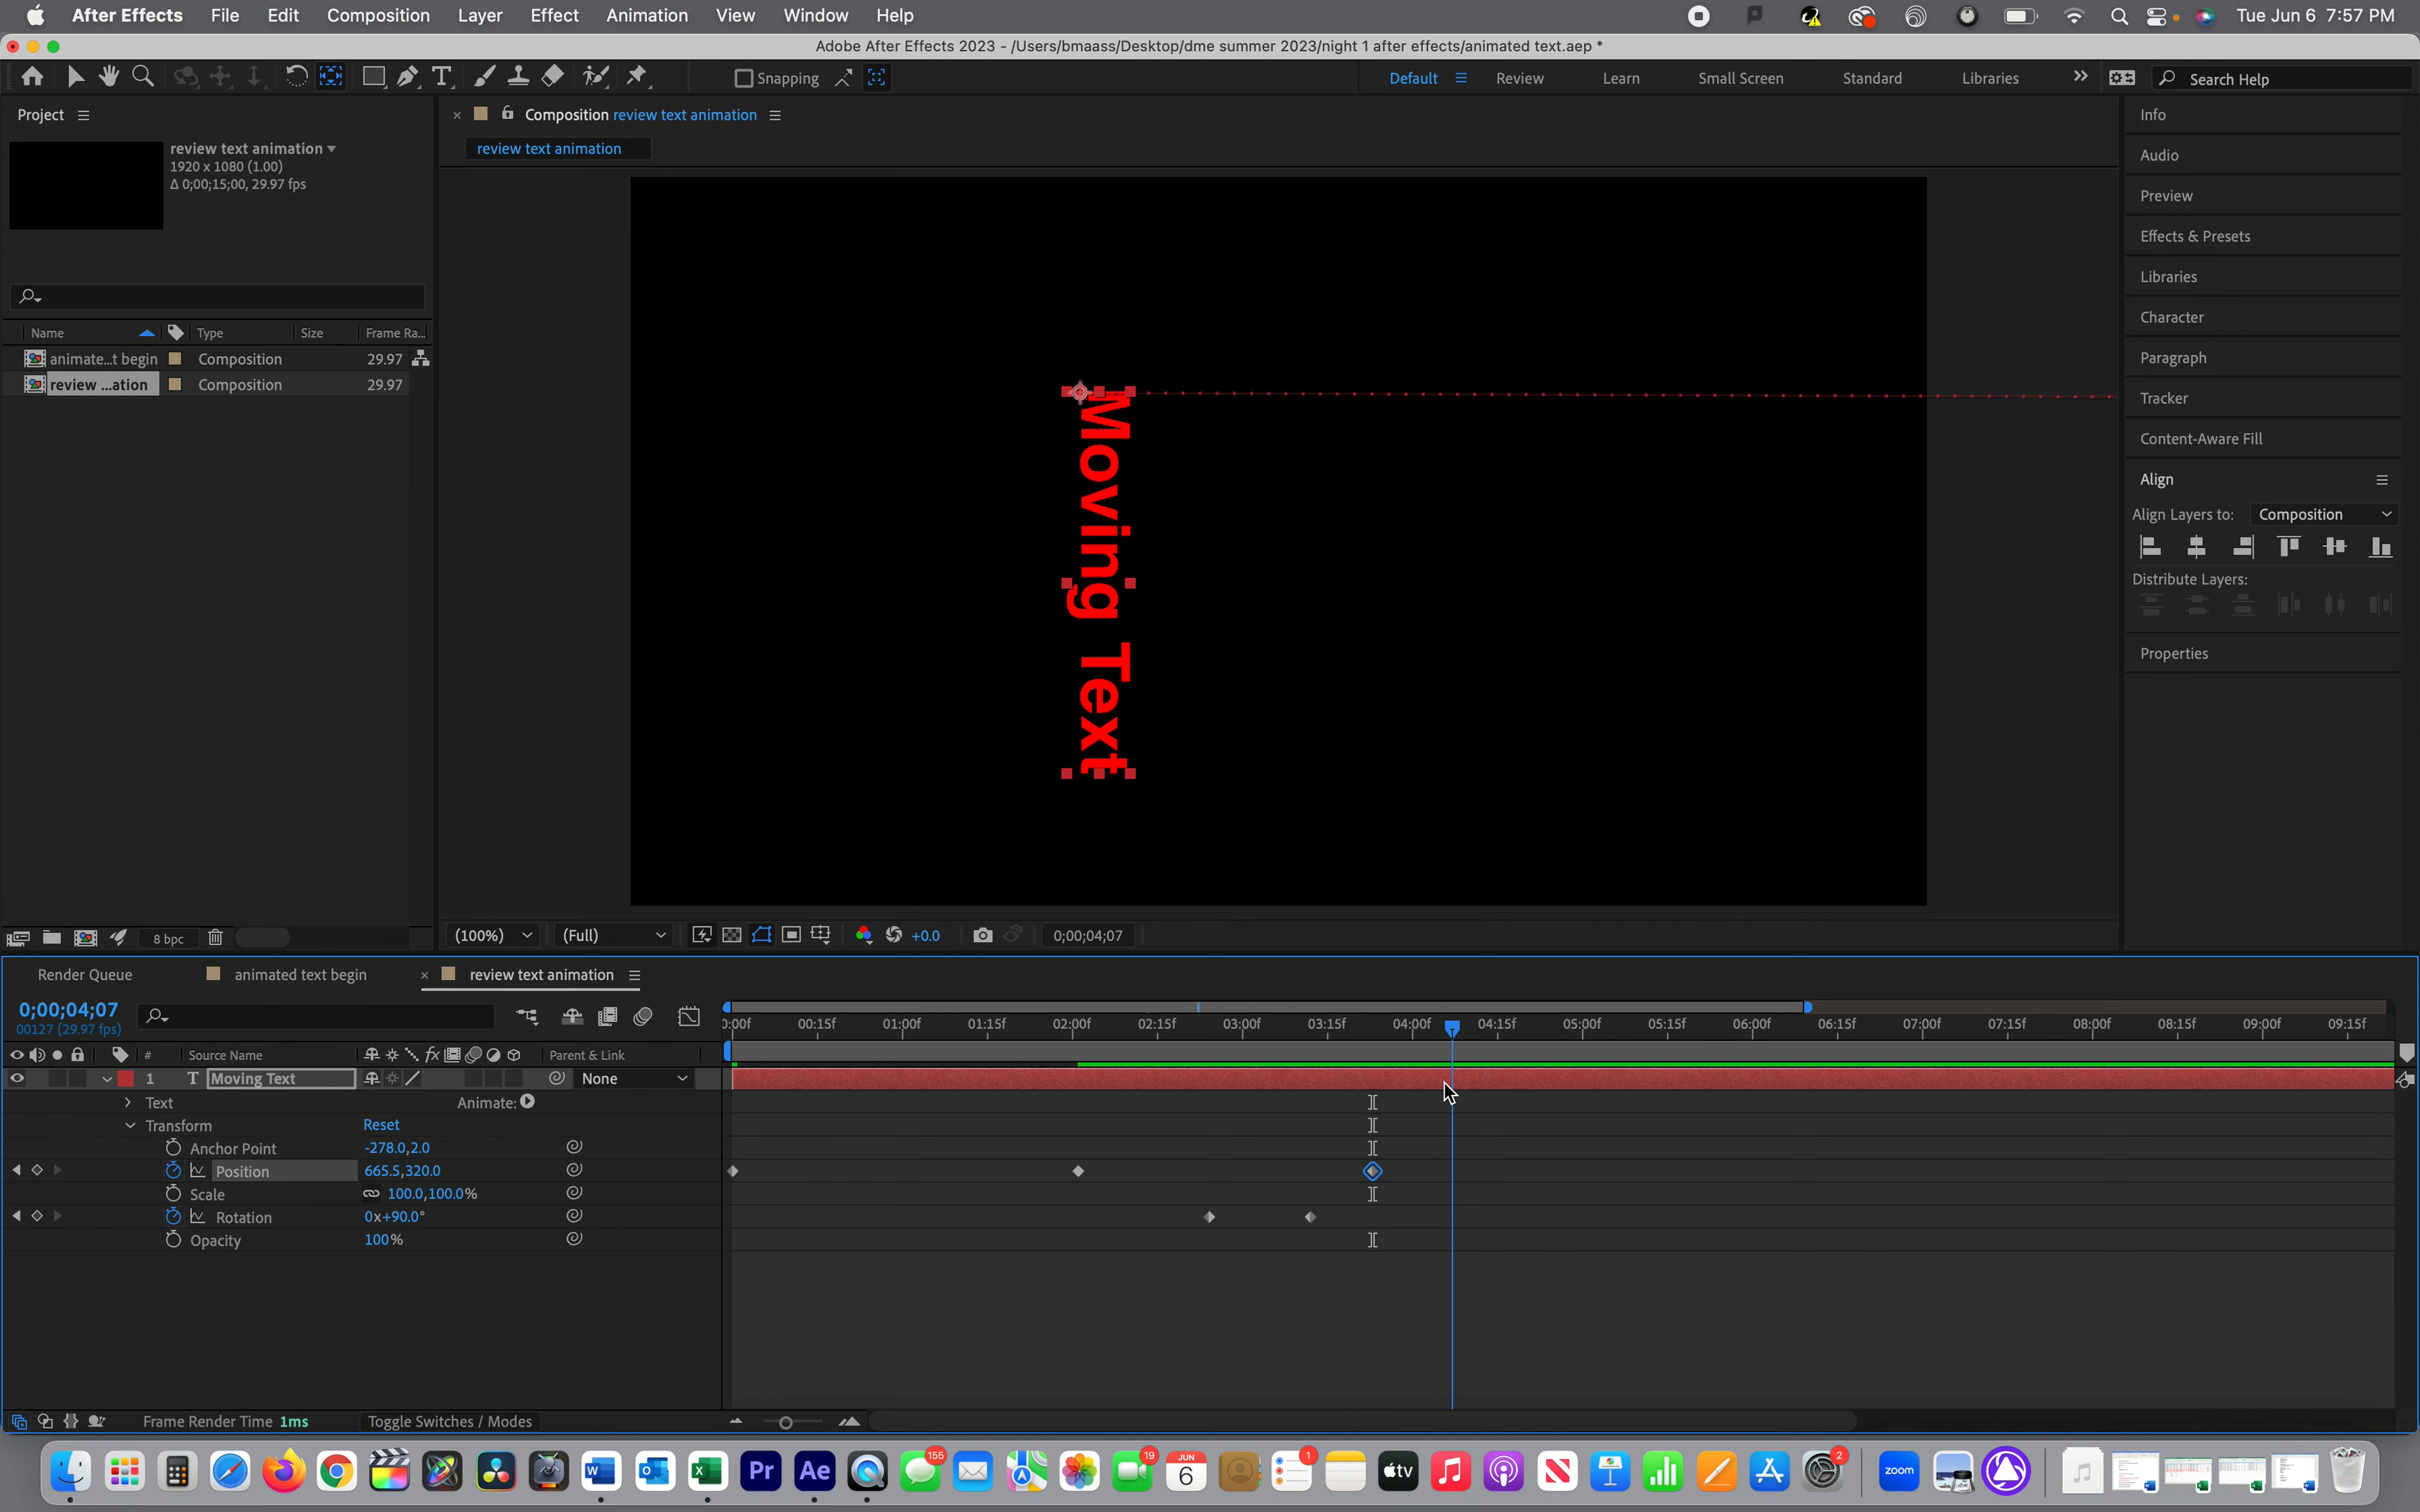 After Effects File Edit Composition Layer Effect Animation View Window Help Tue Jun 6 7:57 PM
Adobe After Effects 2023 - /Users/bmaass/Desktop/dme summer 2023/night 1 after effects/animated text.aep *
Snapping Default Review Learn Small Screen Standard Libraries Search Help
Project
review text animation
1920 x 1080 (1.00)
Δ 0;00;15;00, 29.97 fps
Name Type Size Frame Ra...
animate...t begin Composition 29.97
review ...ation Composition 29.97
8 bpc
Composition review text animation
review text animation
Moving Text
(100%) (Full) +0.0 0;00;04;07
Info
Audio
Preview
Effects & Presets
Libraries
Character
Paragraph
Tracker
Content-Aware Fill
Align
Align Layers to: Composition
Distribute Layers:
Properties
Render Queue animated text begin review text animation
0;00;04;07
00127 (29.97 fps)
0:00f 00:15f 01:00f 01:15f 02:00f 02:15f 03:00f 03:15f 04:00f 04:15f 05:00f 05:15f 06:00f 06:15f 07:00f 07:15f 08:00f 08:15f 09:00f 09:15f
# Source Name fx Parent & Link
1 T Moving Text None
Text Animate:
Transform Reset
Anchor Point -278.0,2.0
Position 665.5,320.0
Scale 100.0,100.0%
Rotation 0x+90.0°
Opacity 100%
Frame Render Time 1ms Toggle Switches / Modes
W X Pr Ae 155 19 JUN 6 1 tv 2 zoom